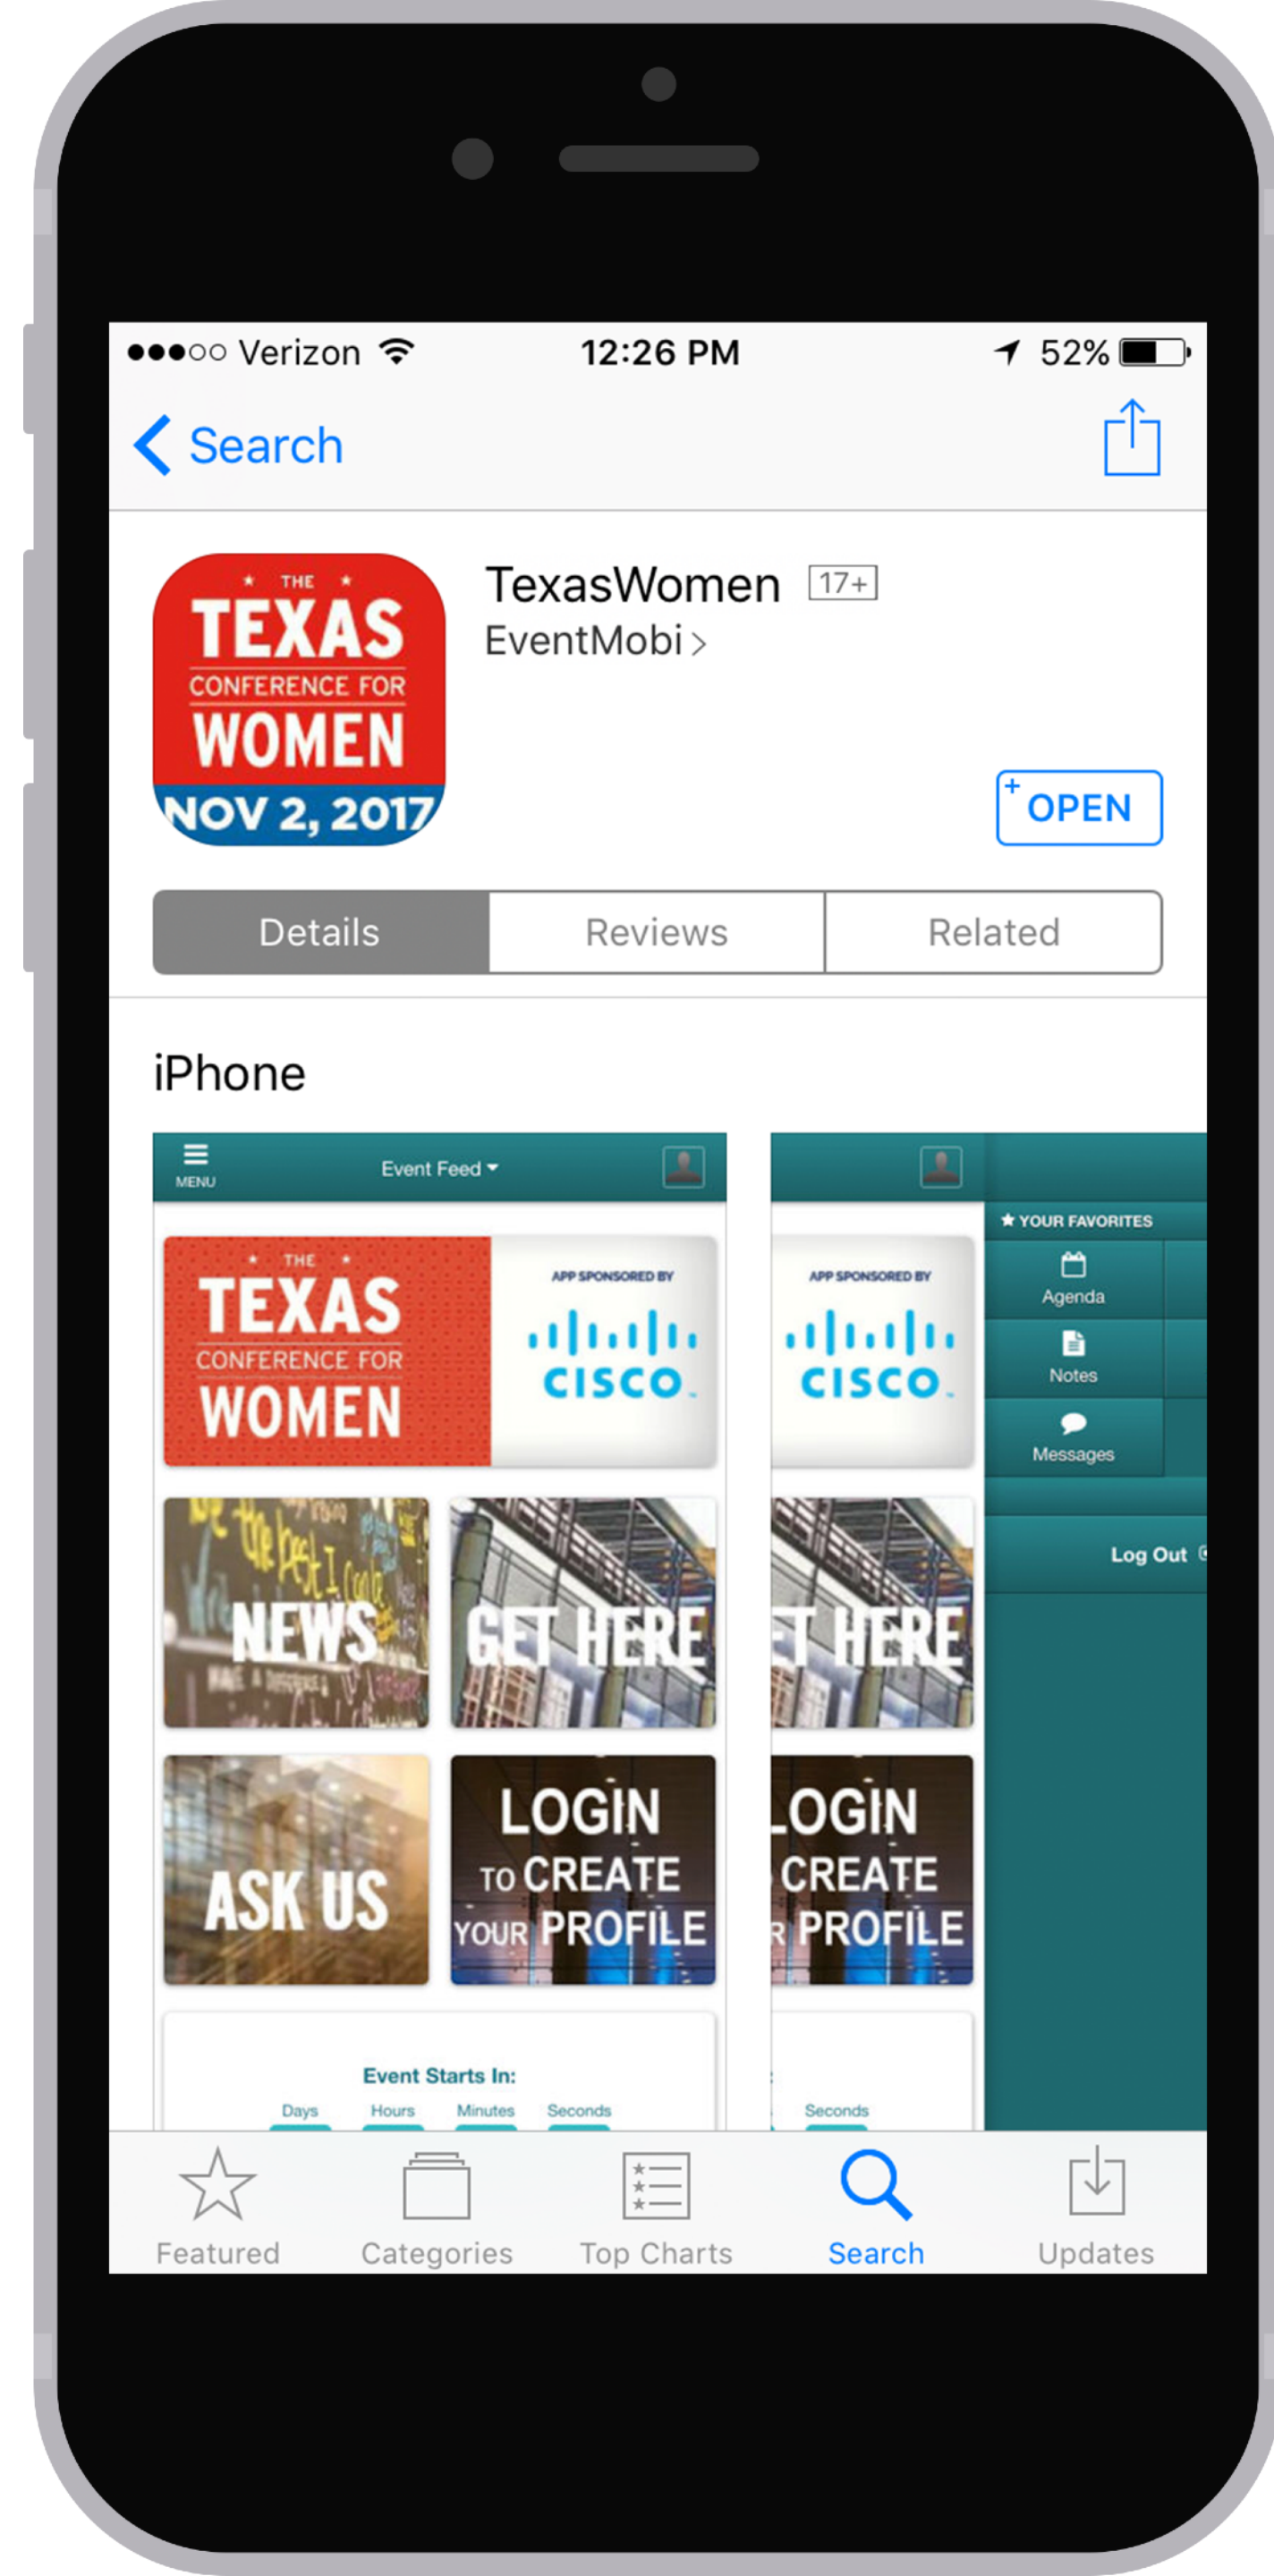 Verizon 12:26 PM 52%
Search
THE
TEXAS
CONFERENCE FOR
WOMEN
NOV 2, 2017
TexasWomen 17+
EventMobi
+ OPEN
Details Reviews Related
iPhone
MENU Event Feed
THE
TEXAS
CONFERENCE FOR
WOMEN
APP SPONSORED BY
CISCO
NEWS
GET HERE
ASK US
LOGIN
TO CREATE
YOUR PROFILE
Event Starts In:
Days Hours Minutes Seconds
APP SPONSORED BY
CISCO
HERE
CREATE
PROFILE
Seconds
YOUR FAVORITES
Agenda
Notes
Messages
Log Out
Featured Categories Top Charts Search Updates